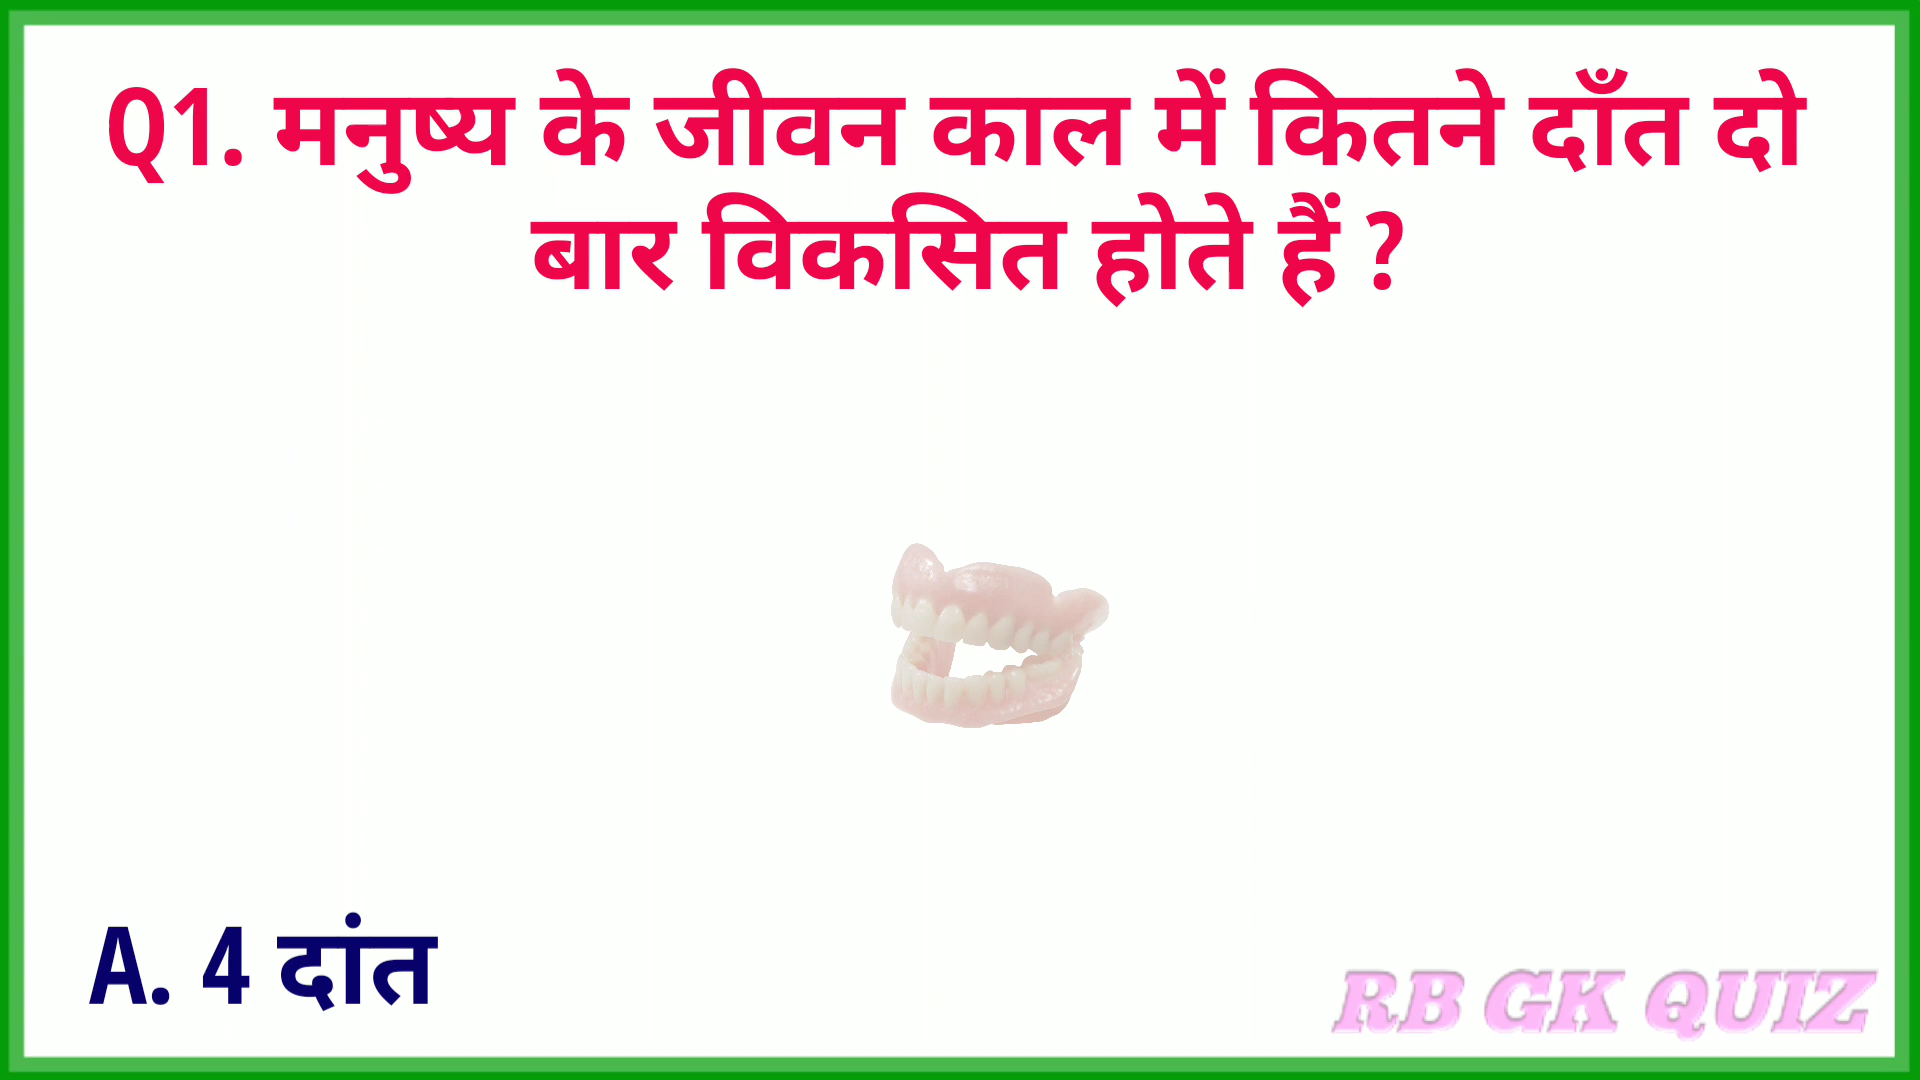 Q1. मनुष्य के जीवन काल में कितने दाँत दो
बार विकसित होते हैं ?
A. 4 दांत
RB GK QUIZ